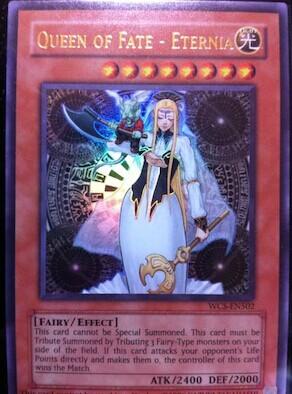 Queen of Fate - Eternia
光
WCS-EN502
[Fairy/Effect]
This card cannot be Special Summoned. This card must be
Tribute Summoned by Tributing 3 Fairy-Type monsters on your
side of the field. If this card attacks your opponent's Life
Points directly and makes them 0, the controller of this card
wins the Match.
ATK/2400 DEF/2000